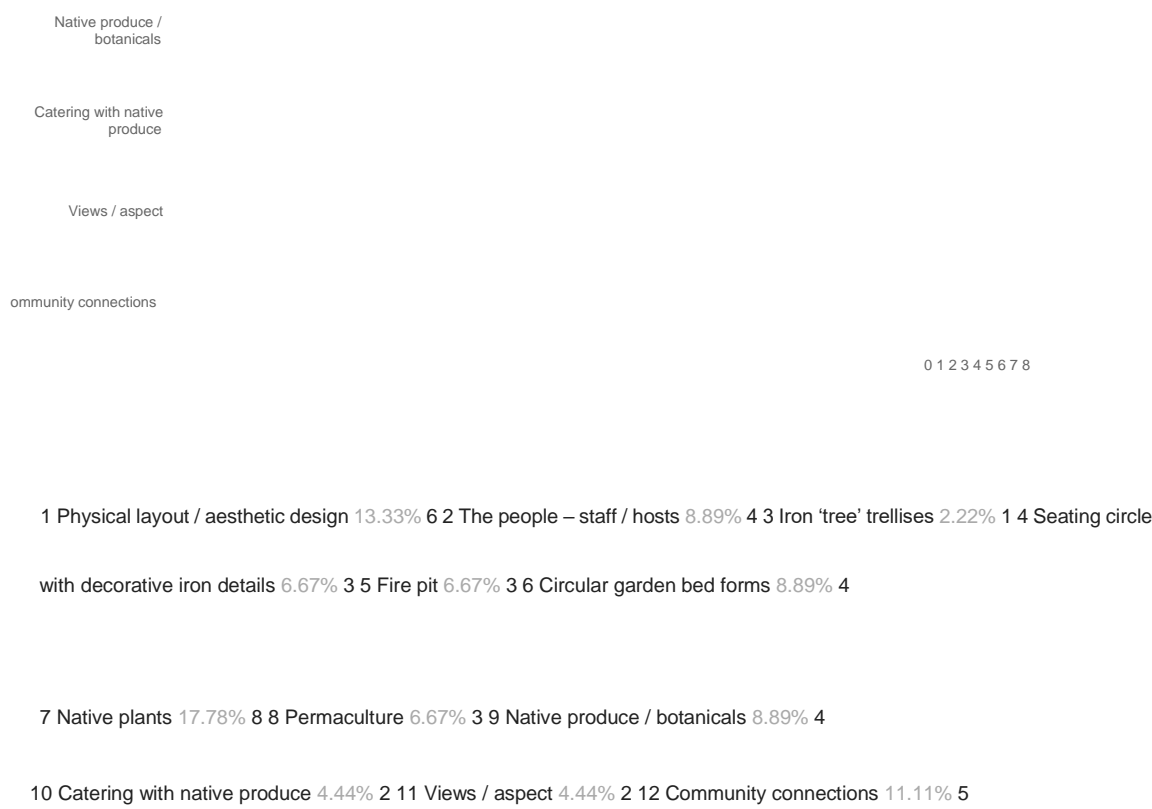 Native produce /
botanicals
Catering with native
produce
Views / aspect
ommunity connections
0 1 2 3 4 5 6 7 8
1 Physical layout / aesthetic design 13.33% 6 2 The people – staff / hosts 8.89% 4 3 Iron ‘tree’ trellises 2.22% 1 4 Seating circle
with decorative iron details 6.67% 3 5 Fire pit 6.67% 3 6 Circular garden bed forms 8.89% 4
7 Native plants 17.78% 8 8 Permaculture 6.67% 3 9 Native produce / botanicals 8.89% 4
10 Catering with native produce 4.44% 2 11 Views / aspect 4.44% 2 12 Community connections 11.11% 5